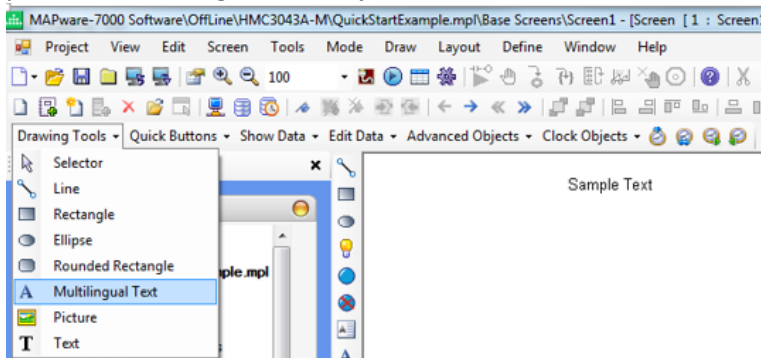 MAPware-7000 Software\OffLine\HMC3043A-M\QuickStartExample.mpl\Base Screens\Screen1 - [Screen [ 1 : Screen1
Project View Edit Screen Tools Mode Draw Layout Define Window Help
100
Drawing Tools Quick Buttons Show Data Edit Data Advanced Objects Clock Objects
Selector
Line
Sample Text
Rectangle
Ellipse
Rounded Rectangle
ple.mpl
A Multilingual Text
Picture
T Text